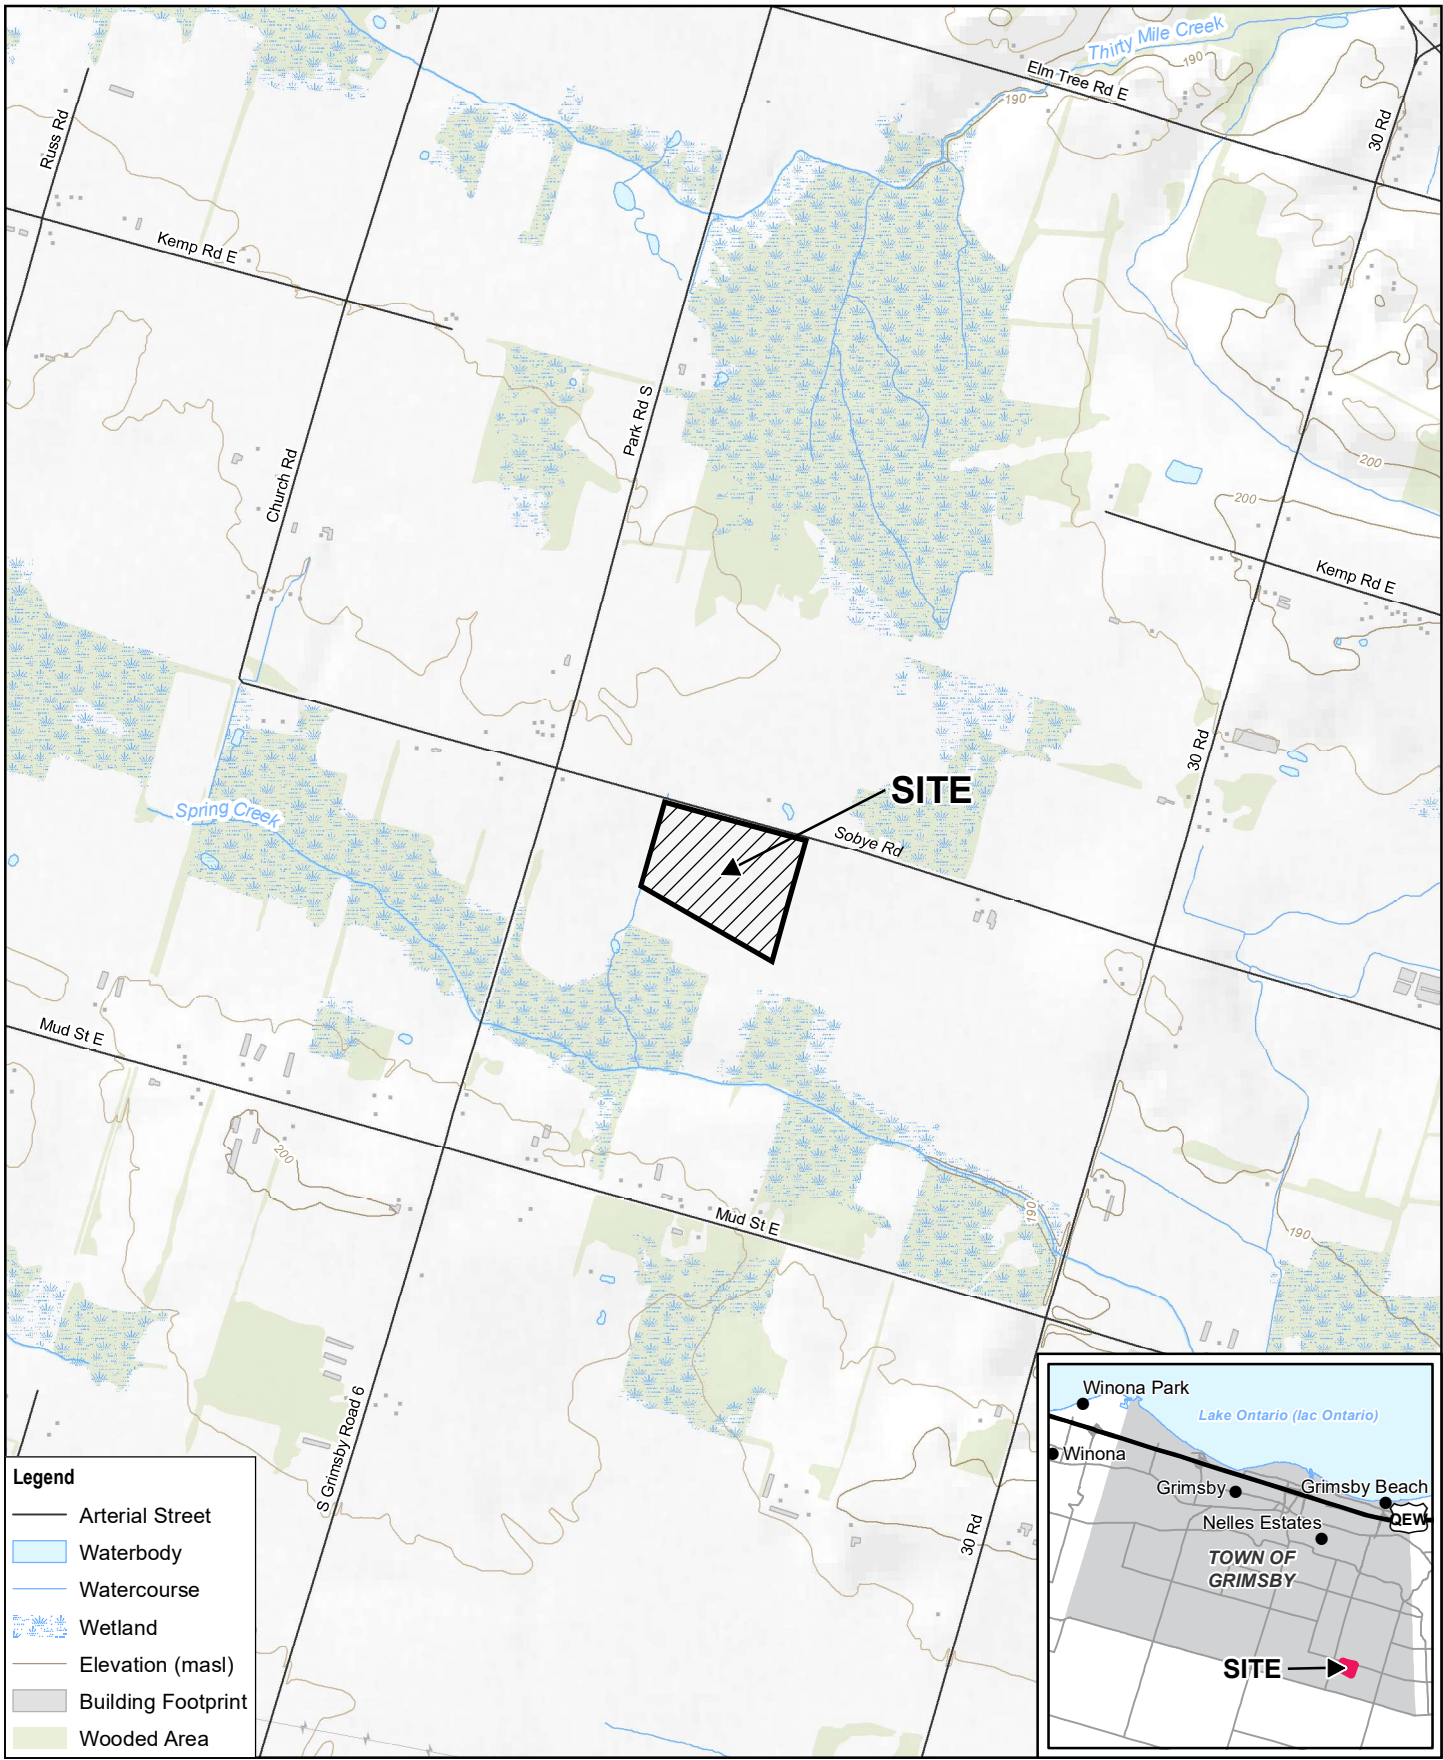 Thirty Mile Creek
190
Elm Tree Rd E
190
30 Rd
Russ Rd
Kemp Rd E
Park Rd S
Church Rd
200
200
Kemp Rd E
30 Rd
SITE
Spring Creek
Sobye Rd
Mud St E
200
190
Mud St E
190
S Grimsby Road 6
30 Rd
Legend
Arterial Street
Waterbody
Watercourse
Wetland
Elevation (masl)
Building Footprint
Wooded Area
Winona Park
Lake Ontario (lac Ontario)
Winona
Grimsby
Grimsby Beach
QEW
Nelles Estates
TOWN OF
GRIMSBY
SITE